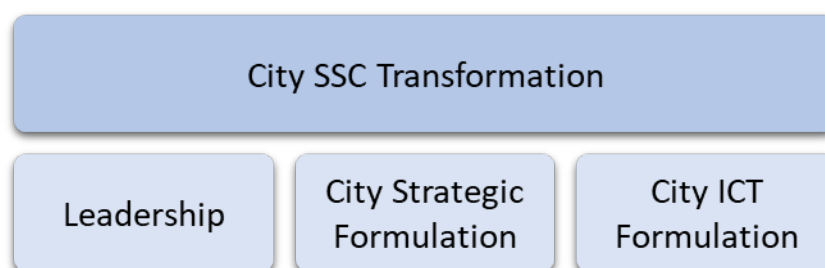 City SSC Transformation
Leadership
City Strategic
Formulation
City ICT
Formulation